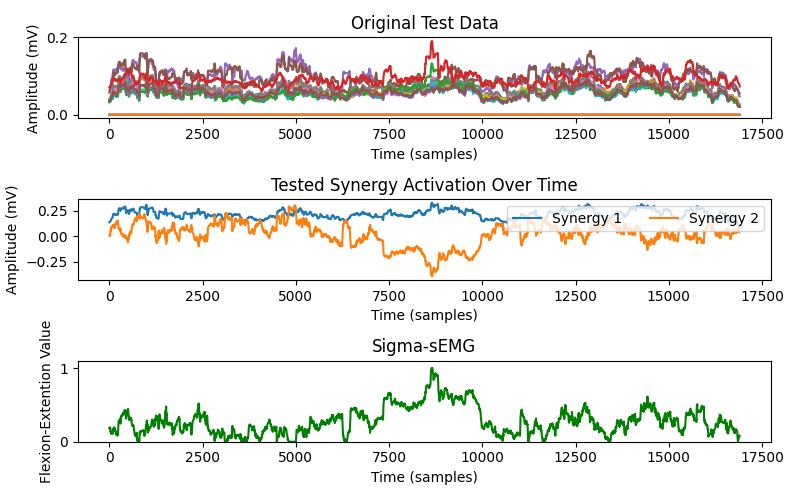 Original Test Data
Amplitude (mV)
0.2
0.0
0 2500 5000 7500 10000 12500 15000 17500
Time (samples)
Tested Synergy Activation Over Time
Amplitude (mV)
0.25
0.00
−0.25
Synergy 1 Synergy 2
0 2500 5000 7500 10000 12500 15000 17500
Time (samples)
Sigma-sEMG
Flexion-Extention Value
1
0
0 2500 5000 7500 10000 12500 15000 17500
Time (samples)